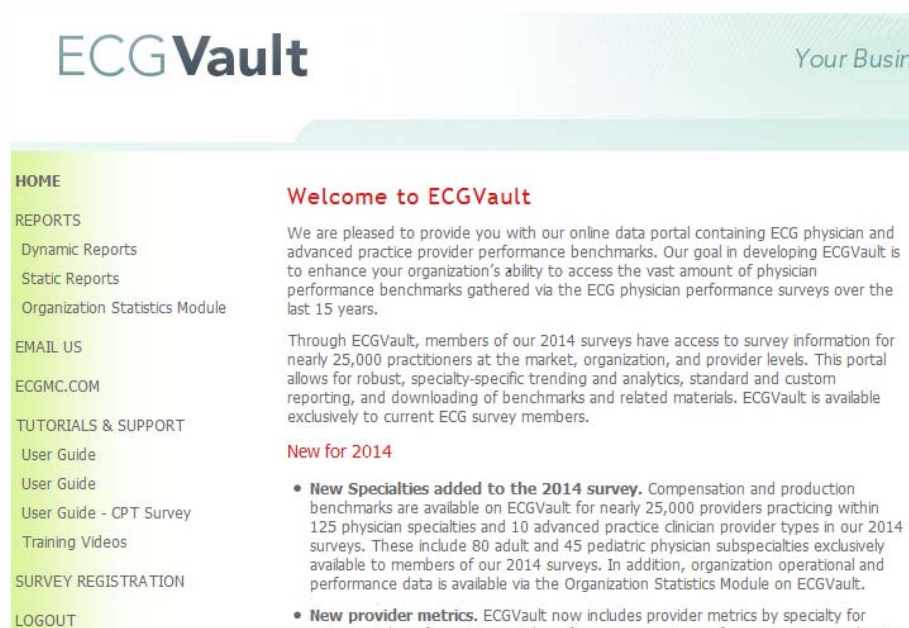 ECGVault
Your Busin
HOME
REPORTS
Dynamic Reports
Static Reports
Organization Statistics Module
EMAIL US
ECGMC.COM
TUTORIALS & SUPPORT
User Guide
User Guide
User Guide - CPT Survey
Training Videos
SURVEY REGISTRATION
LOGOUT
Welcome to ECGVault
We are pleased to provide you with our online data portal containing ECG physician and
advanced practice provider performance benchmarks. Our goal in developing ECGVault is
to enhance your organization's ability to access the vast amount of physician
performance benchmarks gathered via the ECG physician performance surveys over the
last 15 years.
Through ECGVault, members of our 2014 surveys have access to survey information for
nearly 25,000 practitioners at the market, organization, and provider levels. This portal
allows for robust, specialty-specific trending and analytics, standard and custom
reporting, and downloading of benchmarks and related materials. ECGVault is available
exclusively to current ECG survey members.
New for 2014
• New Specialties added to the 2014 survey. Compensation and production
benchmarks are available on ECGVault for nearly 25,000 providers practicing within
125 physician specialties and 10 advanced practice clinician provider types in our 2014
surveys. These include 80 adult and 45 pediatric physician subspecialties exclusively
available to members of our 2014 surveys. In addition, organization operational and
performance data is available via the Organization Statistics Module on ECGVault.
• New provider metrics. ECGVault now includes provider metrics by specialty for